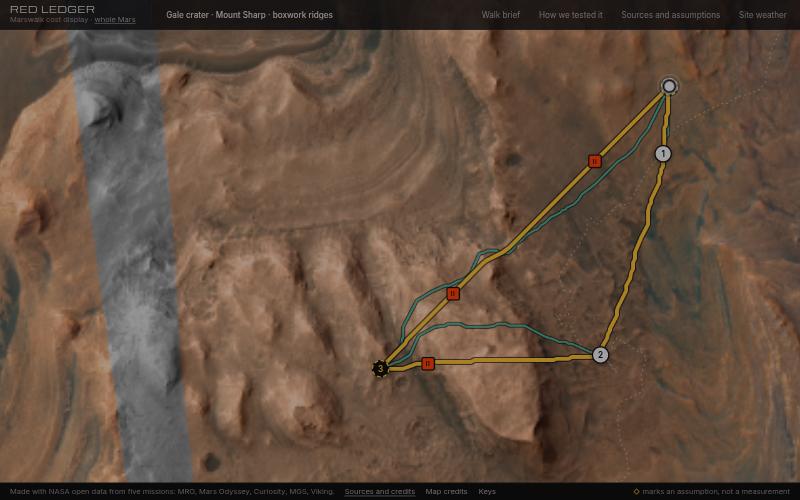 RED LEDGER
Marswalk cost display · whole Mars
Gale crater · Mount Sharp · boxwork ridges
Walk brief
How we tested it
Sources and assumptions
Site weather
1
2
3
Made with NASA open data from five missions: MRO, Mars Odyssey, Curiosity, MGS, Viking.
Sources and credits
Map credits
Keys
marks an assumption, not a measurement